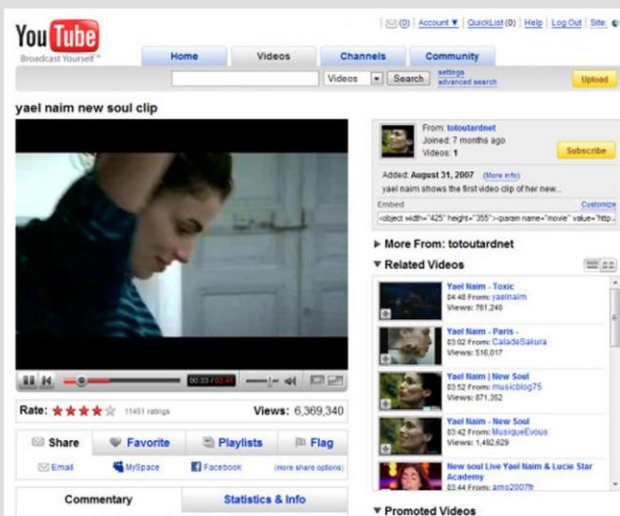 (0) | Account ▼ | QuickList (0) | Help | Log Out | Site:
YouTube
Broadcast Yourself™
Home Videos Channels Community
Videos Search settings
advanced search
Upload
yael naim new soul clip
From: totoutardnet
Joined: 7 months ago
Videos: 1
Subscribe
Added: August 31, 2007 (More info)
yael naim shows the first video clip of her new...
Embed Customize
<object width="425" height="355"><param name="movie" value="http:
▶ More From: totoutardnet
▼ Related Videos
Yael Naim - Toxic
04:48 From: yaelnaim
Views: 761,248
Yael Naim - Paris -
03:02 From: CaladeSakura
Views: 516,017
Yael Naim | New Soul
03:52 From: musicblog75
Views: 871,352
Yael Naim - New Soul
03:42 From: MusiqueEvous
Views: 1,492,629
New soul Live Yael Naim & Lucie Star
Academy
03:44 From: amo2007fr
▼ Promoted Videos
00:33 / 03:41
Rate: 11451 ratings Views: 6,369,340
Share Favorite Playlists Flag
Email MySpace Facebook (more share options)
Commentary Statistics & Info